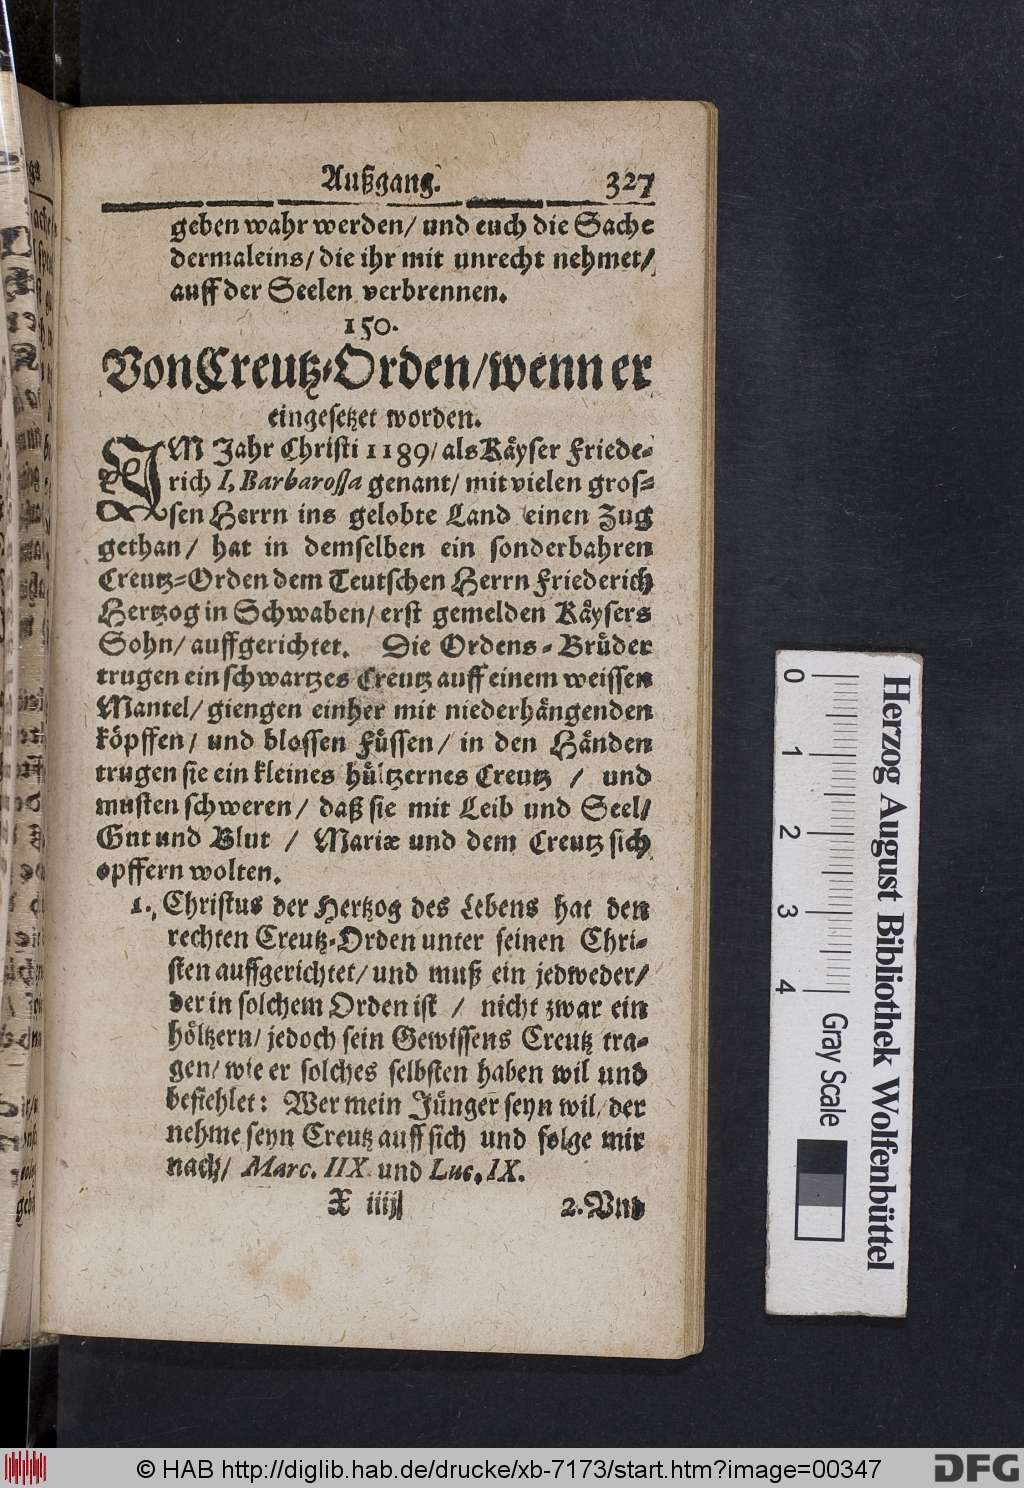 Außgang. 327
geben wahr werden/ und euch die Sache
dermaleins/ die ihr mit unrecht nehmet/
auff der Seelen verbrennen.
150.
Von Creutz-Orden/ wenn er
eingesetzet worden.
IM Jahr Christi 1189/ als Kåyser Friede-
rich I. Barbarossa genant/ mit vielen gros-
sen Herrn ins gelobte Land einen Zug
gethan/ hat in demselben ein sonderbahren
Creutz-Orden dem Teutschen Herrn Friederich
Hertzog in Schwaben/ erst gemelden Kåysers
Sohn/ auffgerichtet. Die Ordens-Brůder
trugen ein schwartzes Creutz auff einem weissen
Mantel/ giengen einher mit niederhångenden
kôpffen/ und blossen Fůssen/ in den Hånden
trugen sie ein kleines hůltzernes Creutz / und
musten schweren/ daß sie mit Leib und Seel/
Gut und Blut / Mariæ und dem Creutz sich
opffern wolten.
1. Christus der Hertzog des Lebens hat den
rechten Creutz-Orden unter seinen Chri-
sten auffgerichtet/ und muß ein jedweder/
der in solchem Orden ist / nicht zwar ein
hôltzern/ jedoch sein Gewissens Creutz tra-
gen/ wie er solches selbsten haben wil und
befiehlet: Wer mein Jůnger seyn wil/ der
nehme seyn Creutz auff sich und folge mir
nach/ Marc. IIX. und Luc. IX.
X iiij 2. Und
0 1 2 3 4
Gray Scale
Herzog August Bibliothek Wolfenbüttel
© HAB http://diglib.hab.de/drucke/xb-7173/start.htm?image=00347
DFG